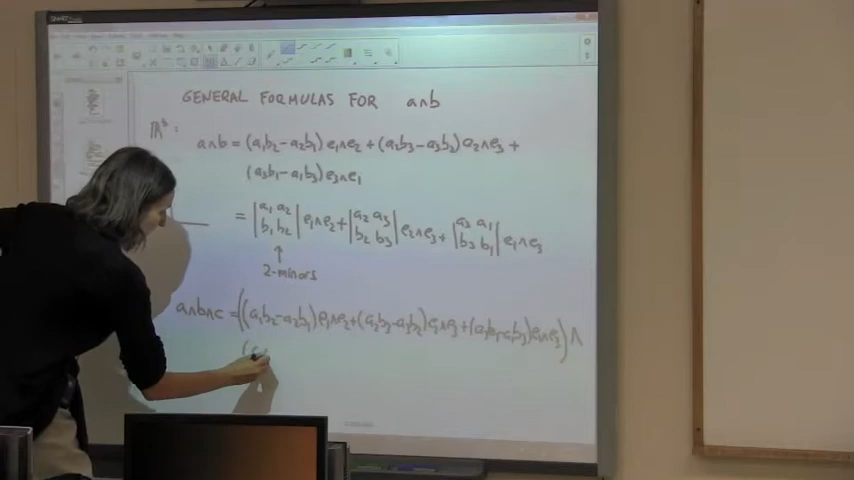 GENERAL FORMULAS FOR a∧b
ℝ³:
a∧b = (a₁b₂-a₂b₁) e₁∧e₂ + (a₂b₃-a₃b₂) e₂∧e₃ +
(a₃b₁-a₁b₃) e₃∧e₁
= |a₁ a₂ b₁ b₂| e₁∧e₂ + |a₂ a₃ b₂ b₃| e₂∧e₃ + |a₃ a₁ b₃ b₁| e₁∧e₃
↑
2-minors
a∧b∧c = ((a₁b₂-a₂b₁) e₁∧e₂ + (a₂b₃-a₃b₂) e₂∧e₃ + (a₃b₁-a₁b₃) e₁∧e₃) ∧
(c